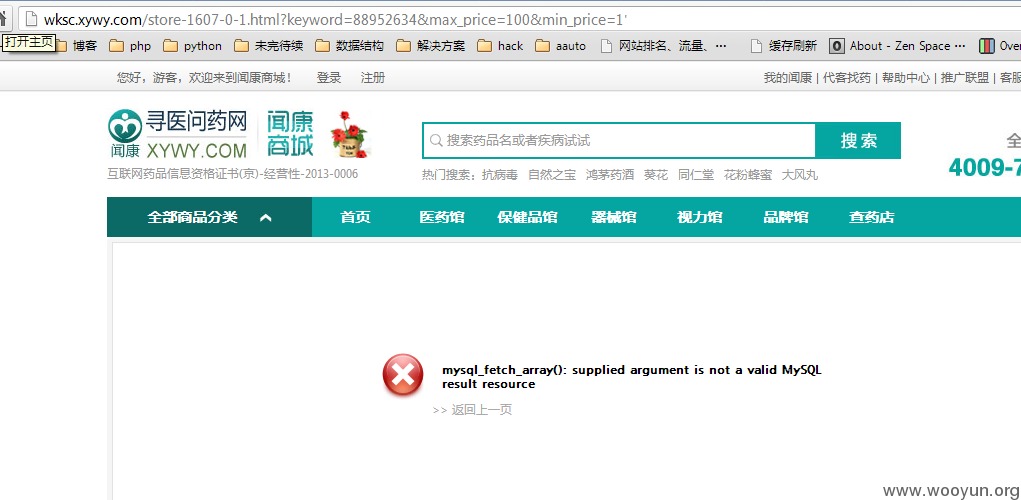 wksc.xywy.com/store-1607-0-1.html?keyword=88952634&max_price=100&min_price=1'
打开主页 博客 php python 未完待续 数据结构 解决方案 hack aauto 网站排名、流量、… 缓存刷新 About - Zen Space … Over
您好，游客，欢迎来到闻康商城！ 登录 注册 我的闻康 | 代客找药 | 帮助中心 | 推广联盟 | 客服
寻医问药网 闻康商城
闻康 XYWY.COM
搜索药品名或者疾病试试 搜 索
全
4009-7
互联网药品信息资格证书(京)-经营性-2013-0006
热门搜索：抗病毒 自然之宝 鸿茅药酒 葵花 同仁堂 花粉蜂蜜 大风丸
全部商品分类 首页 医药馆 保健品馆 器械馆 视力馆 品牌馆 查药店
mysql_fetch_array(): supplied argument is not a valid MySQL
result resource
>> 返回上一页
www.wooyun.org